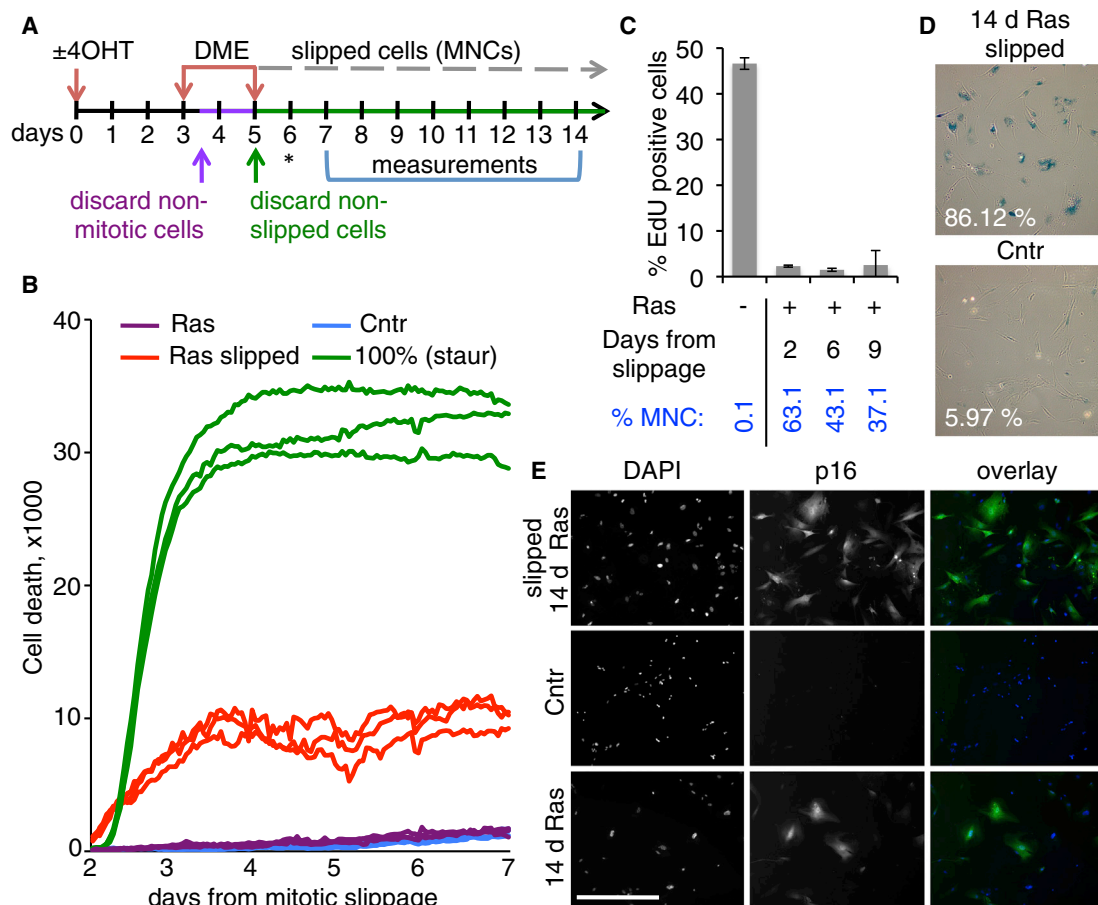 A
±4OHT
DME
slipped cells (MNCs)
days 0 1 2 3 4 5 6 7 8 9 10 11 12 13 14
*
measurements
discard non-
mitotic cells
discard non-
slipped cells
B
40
30
20
10
0
Cell death, x1000
Ras
Cntr
Ras slipped
100% (staur)
2 3 4 5 6 7
days from mitotic slippage
C
% EdU positive cells
50
40
30
20
10
0
Ras - + + +
Days from
slippage
2 6 9
% MNC: 0.1 63.1 43.1 37.1
D
14 d Ras
slipped
86.12 %
Cntr
5.97 %
E
DAPI p16 overlay
slipped
14 d Ras
Cntr
14 d Ras